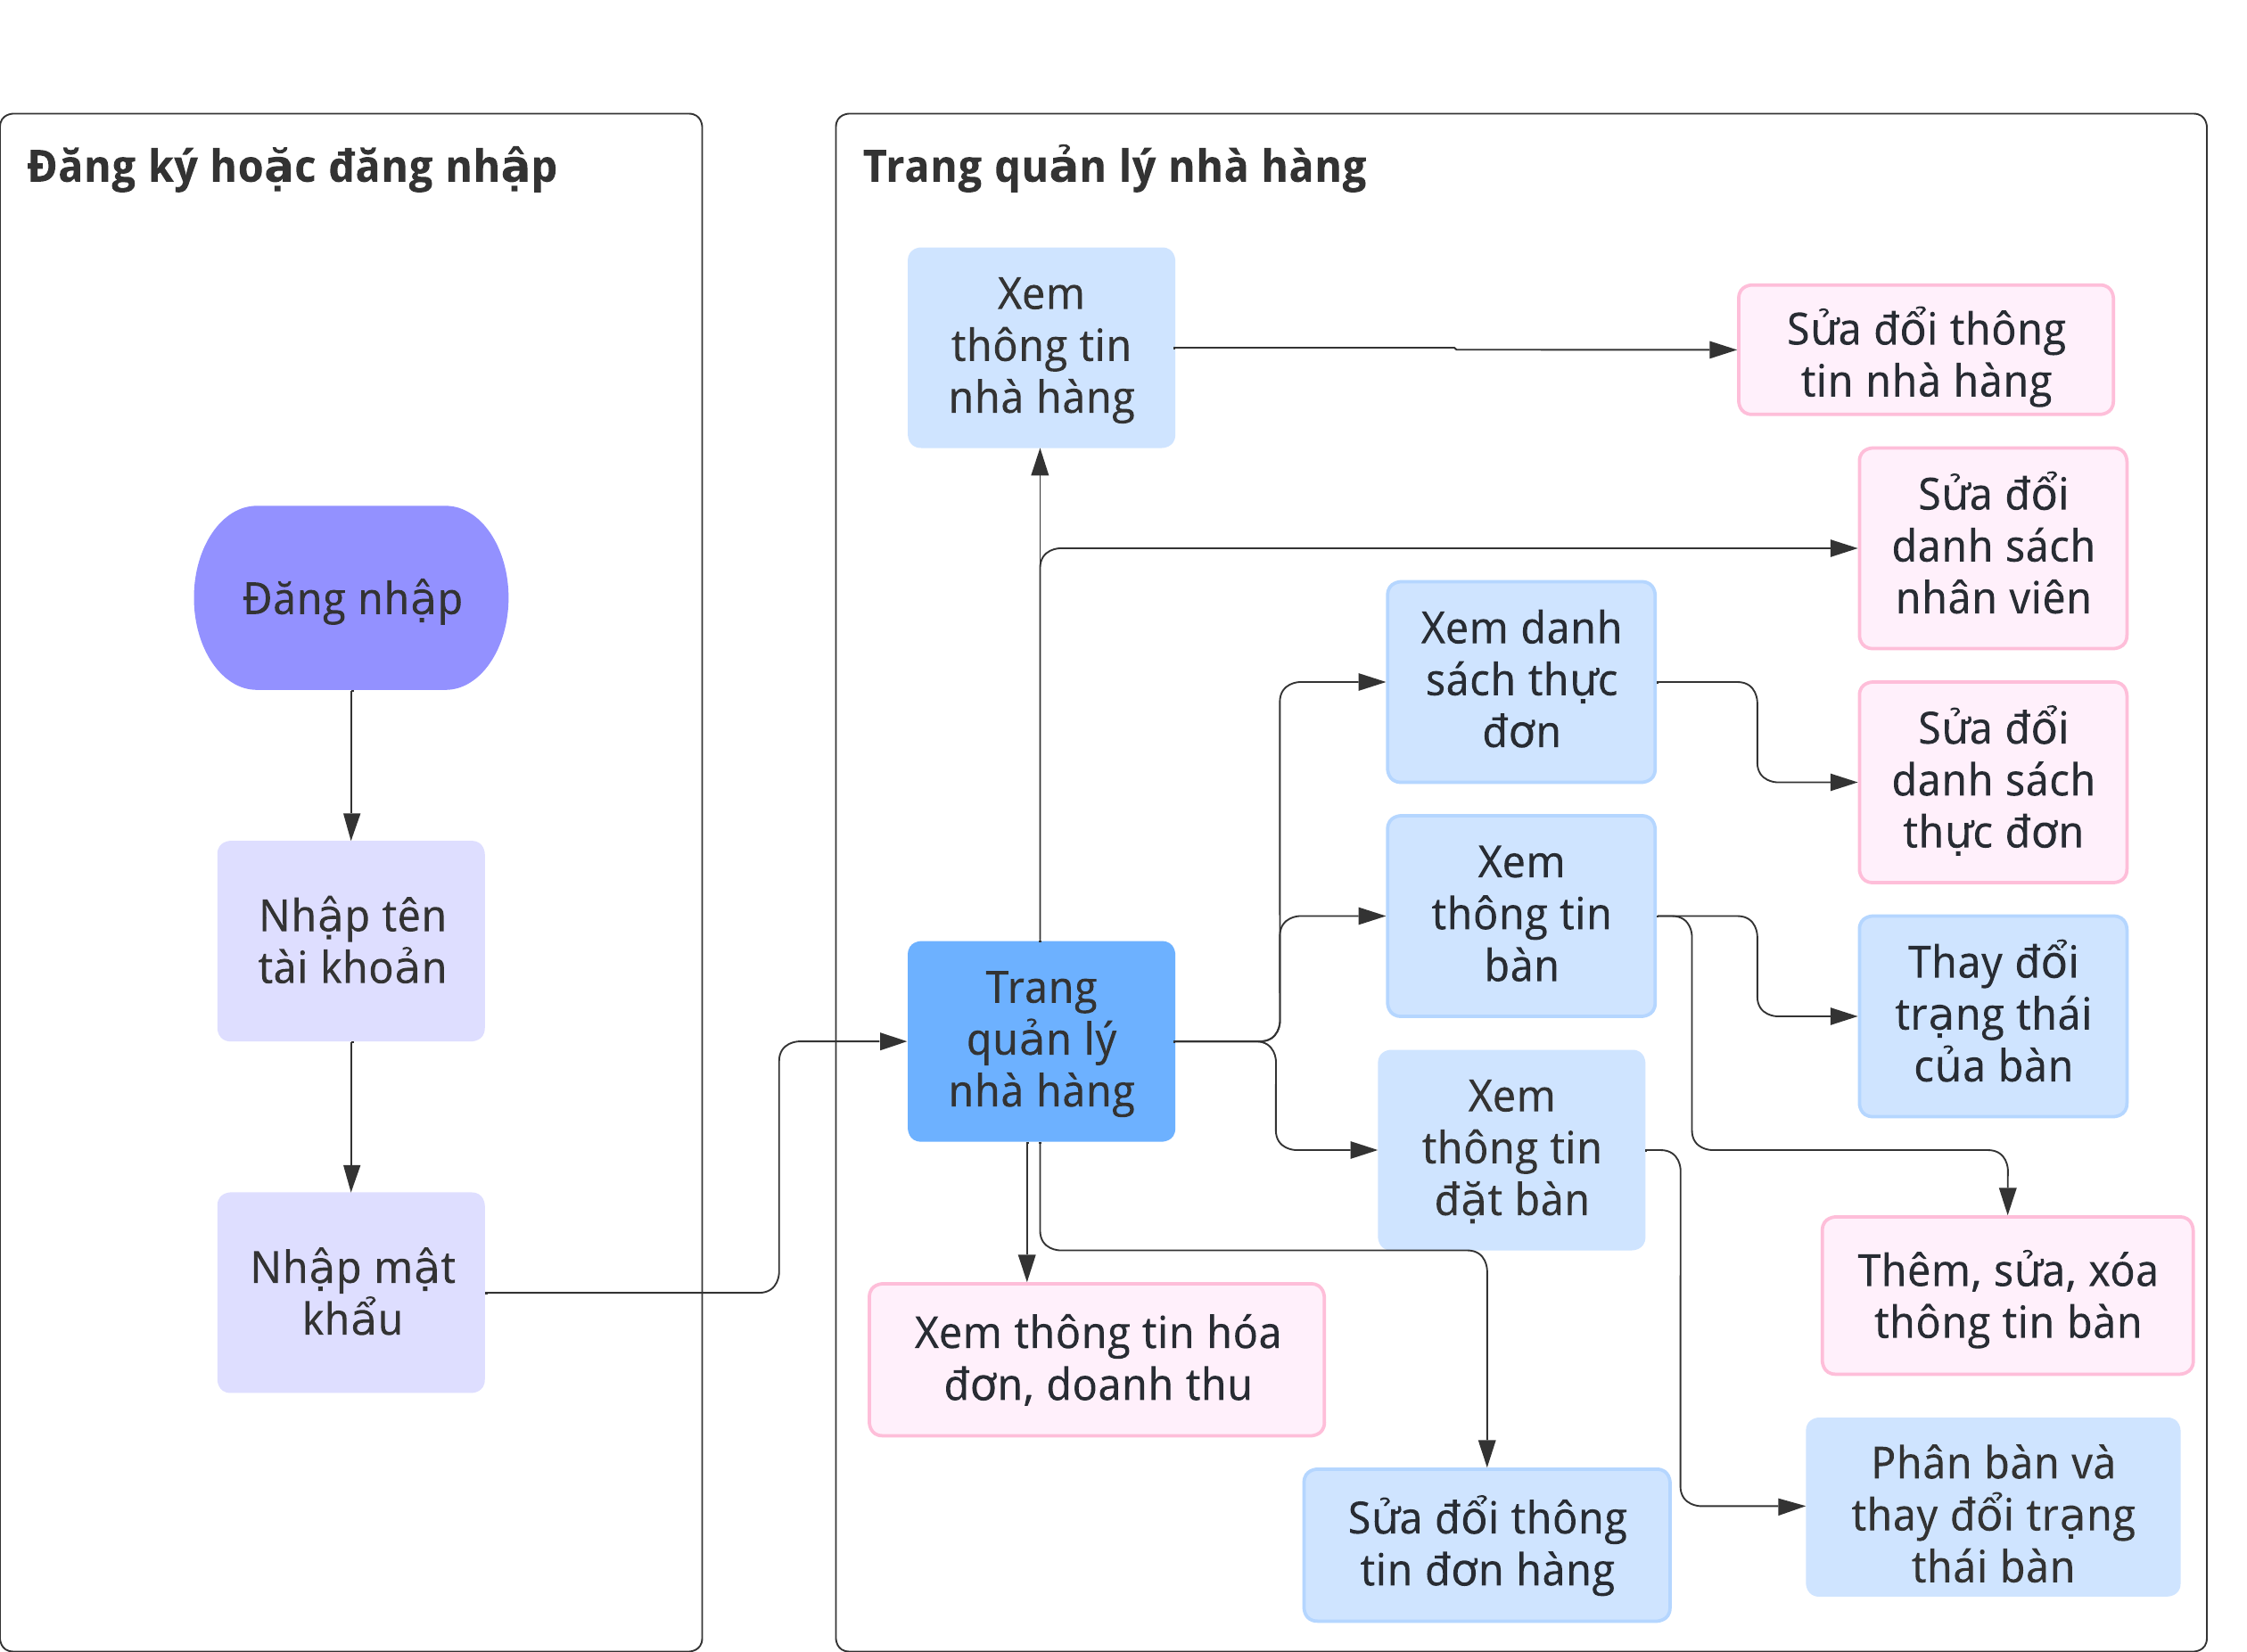 Đăng ký hoặc đăng nhập
Đăng nhập
Nhập tên
tài khoản
Nhập mật
khẩu
Trang quản lý nhà hàng
Xem
thông tin
nhà hàng
Sửa đổi thông
tin nhà hàng
Sửa đổi
danh sách
nhân viên
Xem danh
sách thực
đơn
Sửa đổi
danh sách
thực đơn
Xem
thông tin
bàn
Thay đổi
trạng thái
của bàn
Trang
quản lý
nhà hàng
Xem
thông tin
đặt bàn
Thêm, sửa, xóa
thông tin bàn
Xem thông tin hóa
đơn, doanh thu
Sửa đổi thông
tin đơn hàng
Phân bàn và
thay đổi trạng
thái bàn